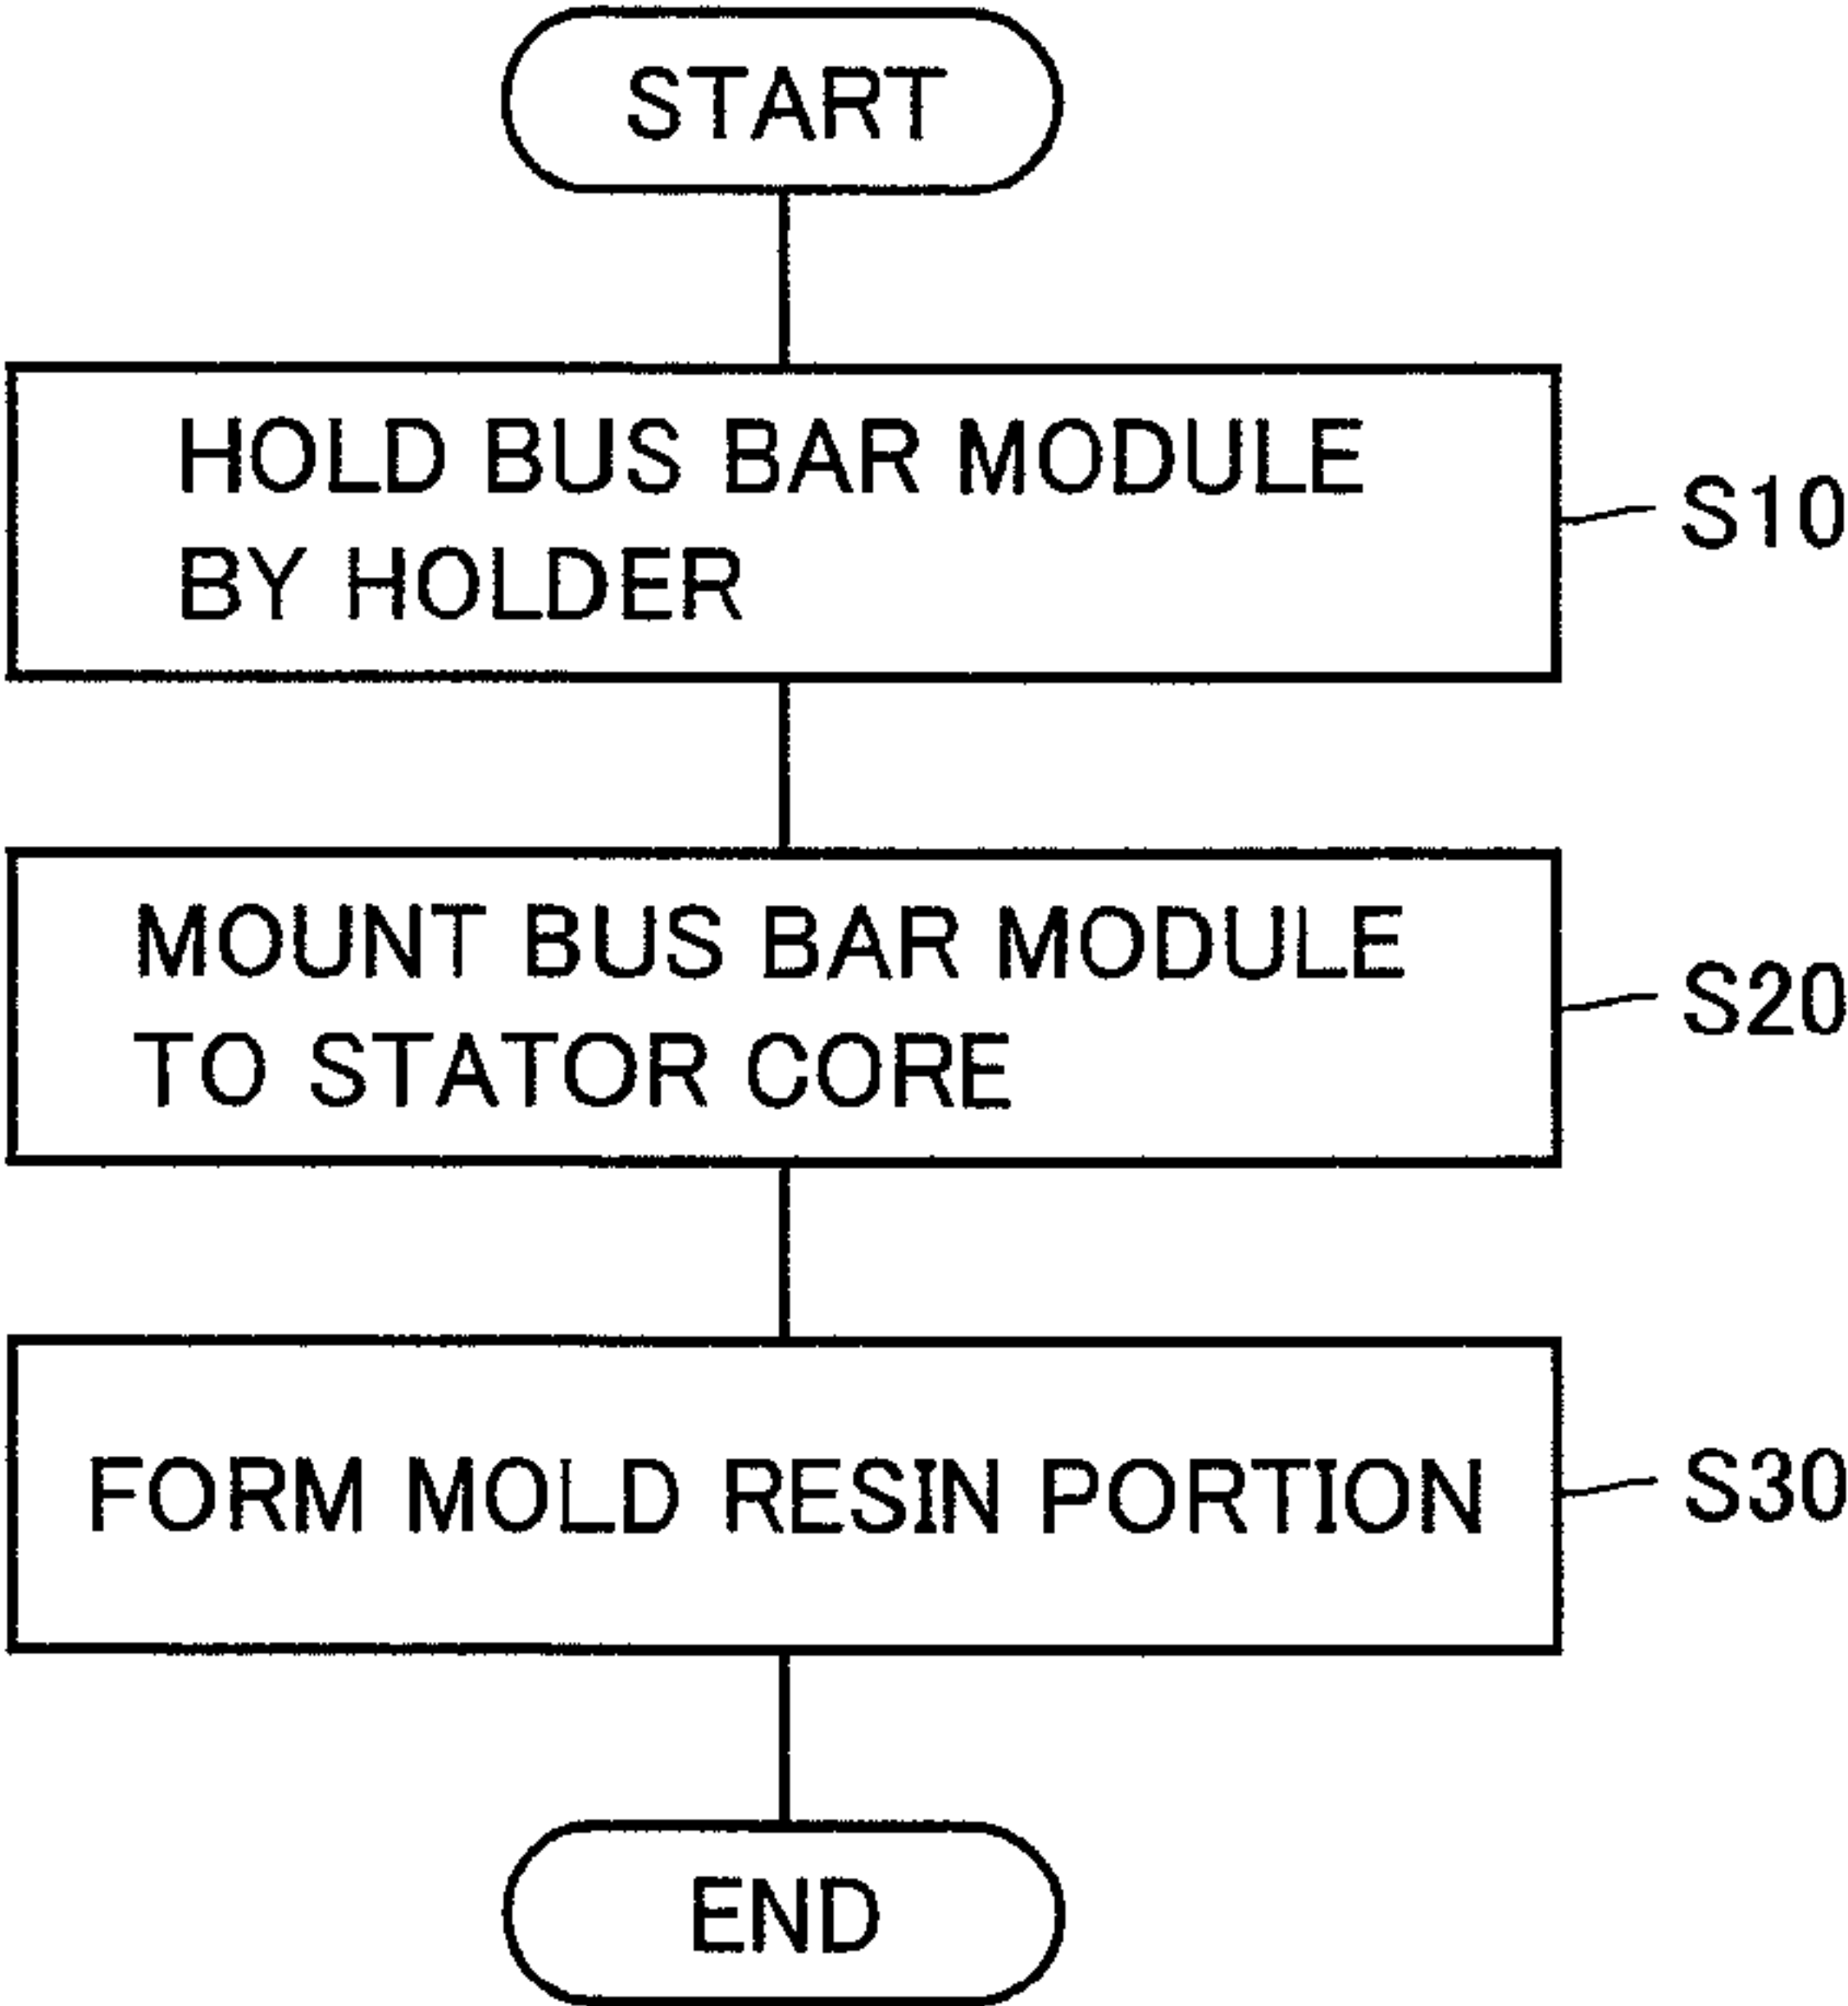 START
HOLD BUS BAR MODULE
BY HOLDER
S10
MOUNT BUS BAR MODULE
TO STATOR CORE
S20
FORM MOLD RESIN PORTION
S30
END